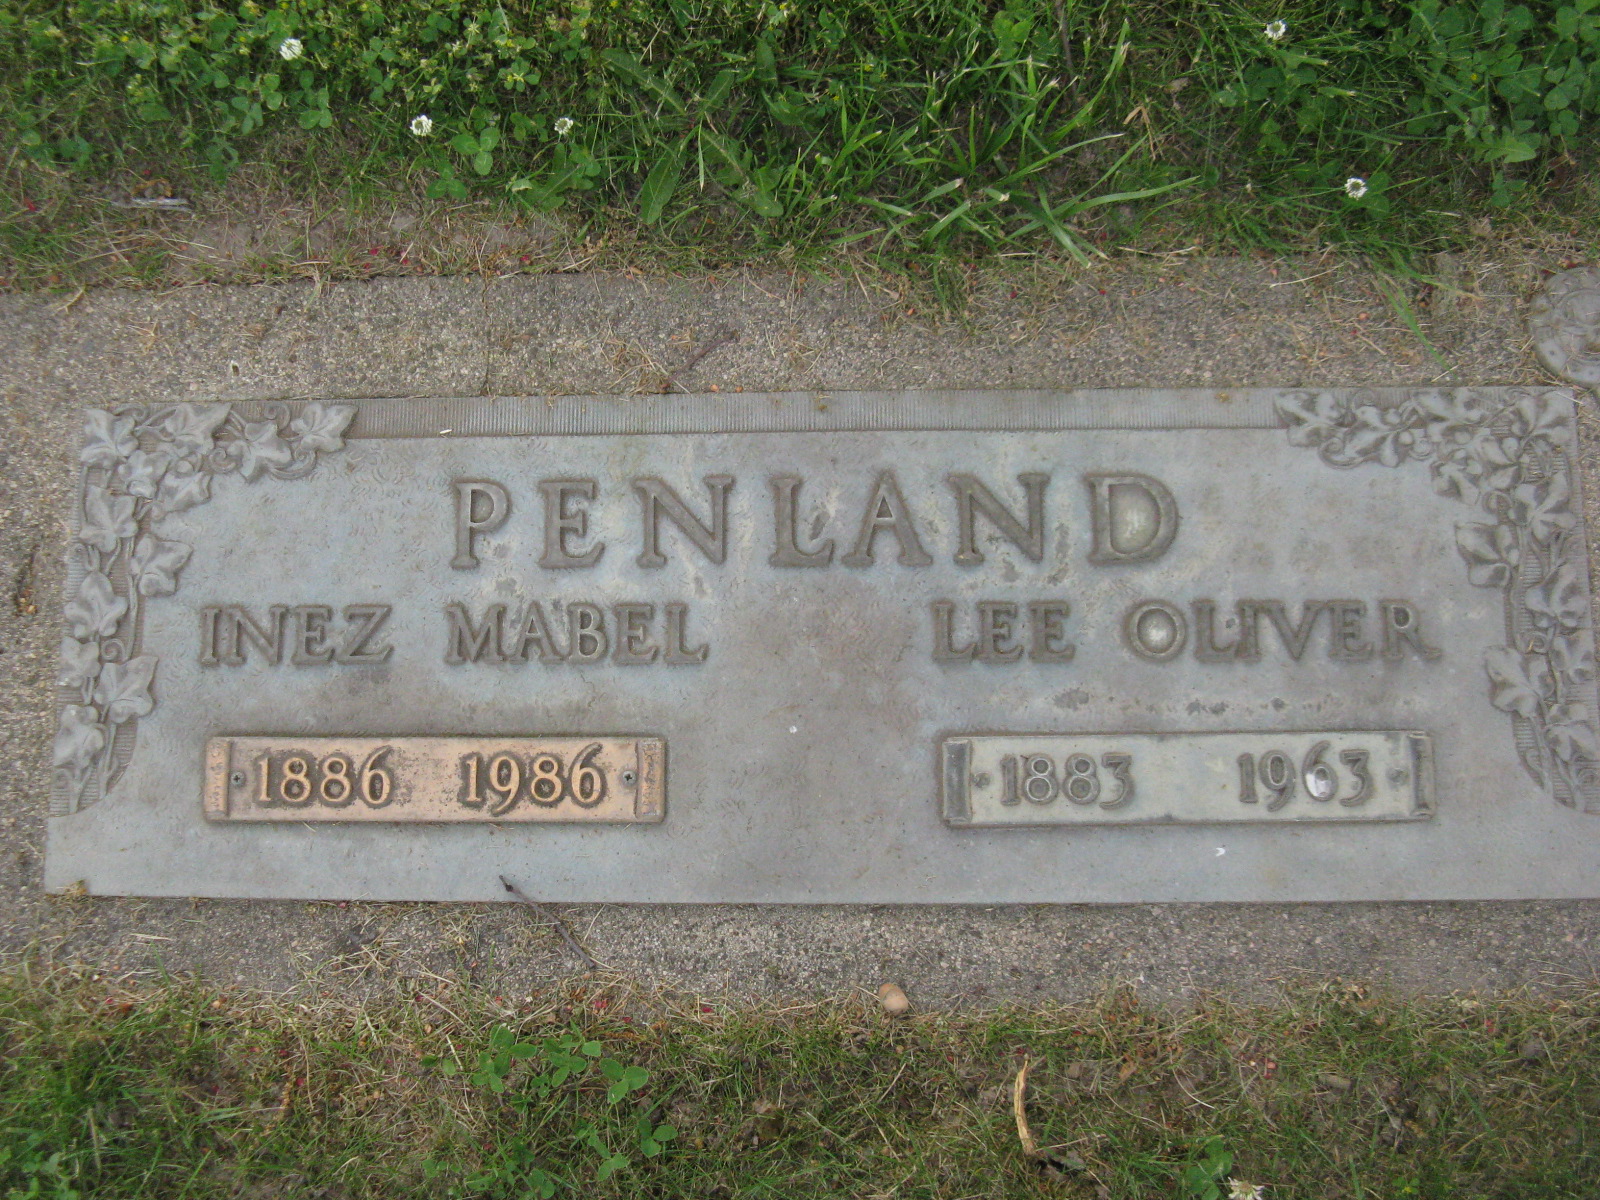 PENLAND
INEZ MABEL LEE OLIVER
1886 1986 1883 1963